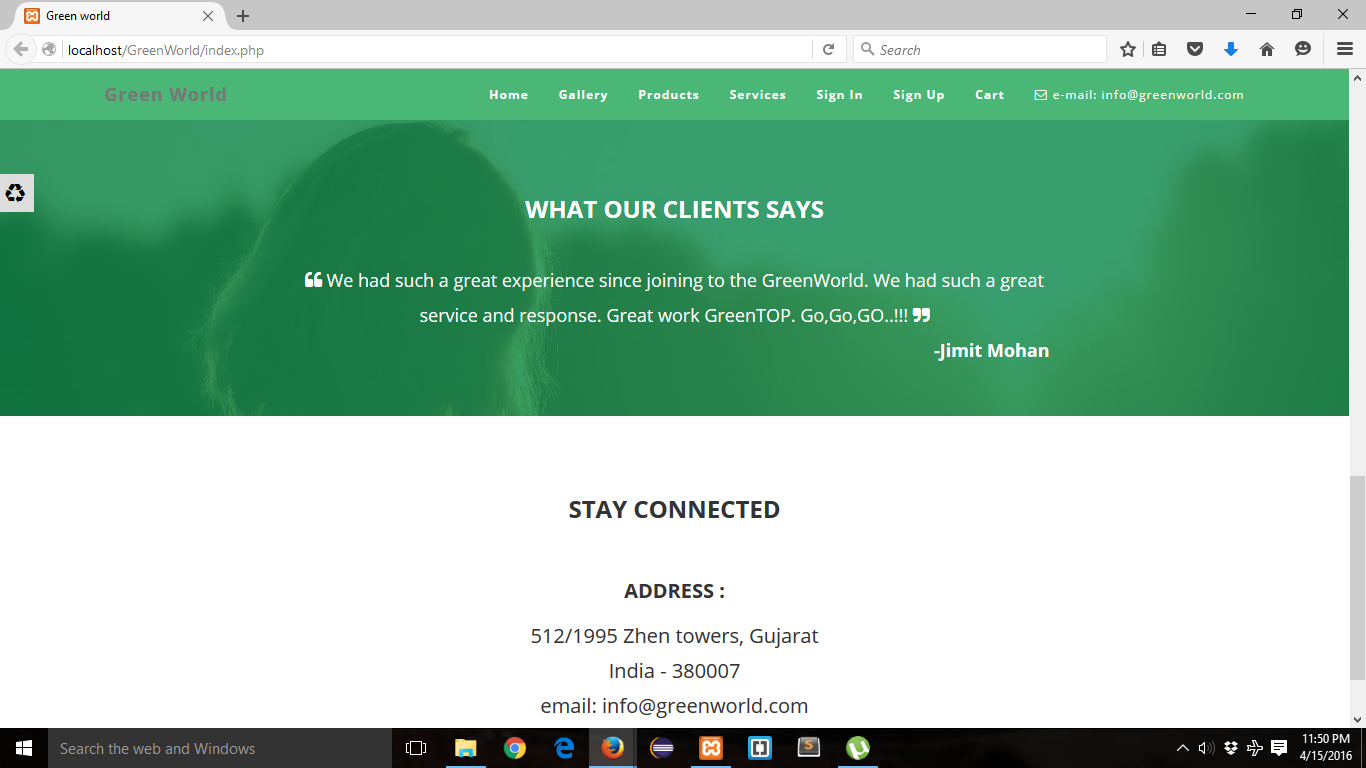 Green world
localhost/GreenWorld/index.php
Search
Green World
Home Gallery Products Services Sign In Sign Up Cart e-mail: info@greenworld.com
WHAT OUR CLIENTS SAYS
❝ We had such a great experience since joining to the GreenWorld. We had such a great
service and response. Great work GreenTOP. Go,Go,GO..!!! ❞
-Jimit Mohan
STAY CONNECTED
ADDRESS :
512/1995 Zhen towers, Gujarat
India - 380007
email: info@greenworld.com
Search the web and Windows
11:50 PM
4/15/2016